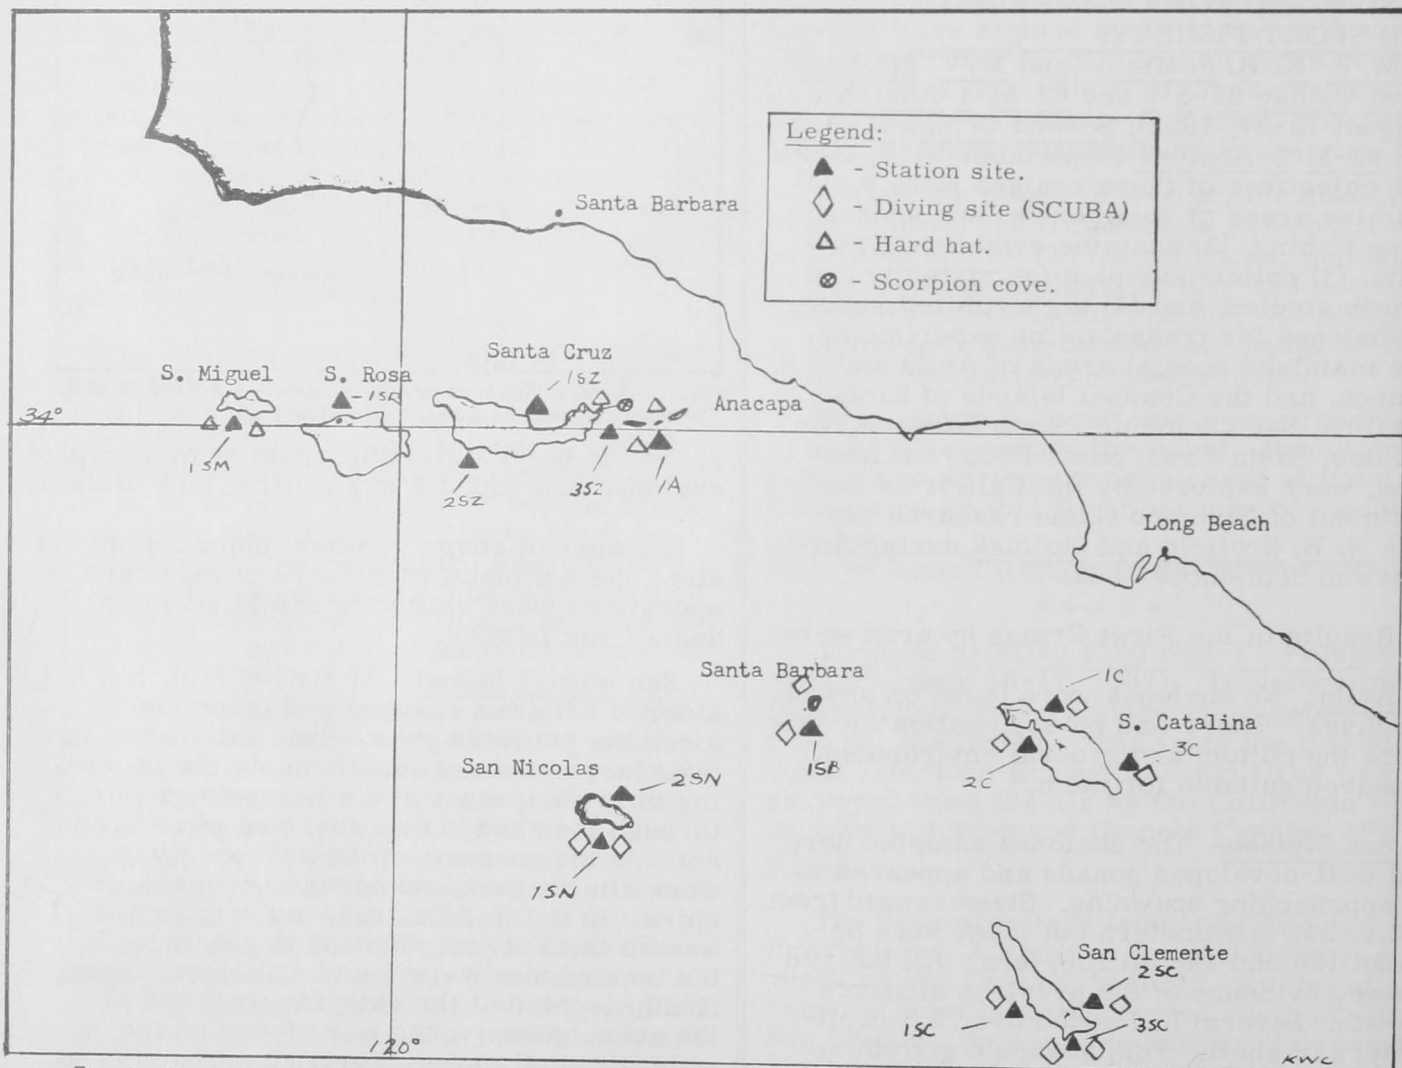 Legend:
- Station site.
- Diving site (SCUBA)
- Hard hat.
- Scorpion cove.
Santa Barbara
Santa Cruz
S. Miguel
S. Rosa
1SZ
1SR
Anacapa
34°
1SM
2SZ
3SZ
1A
Long Beach
Santa Barbara
1C
S. Catalina
3C
1SB
2C
San Nicolas
2SN
1SN
San Clemente
2SC
1SC
3SC
120°
KWC